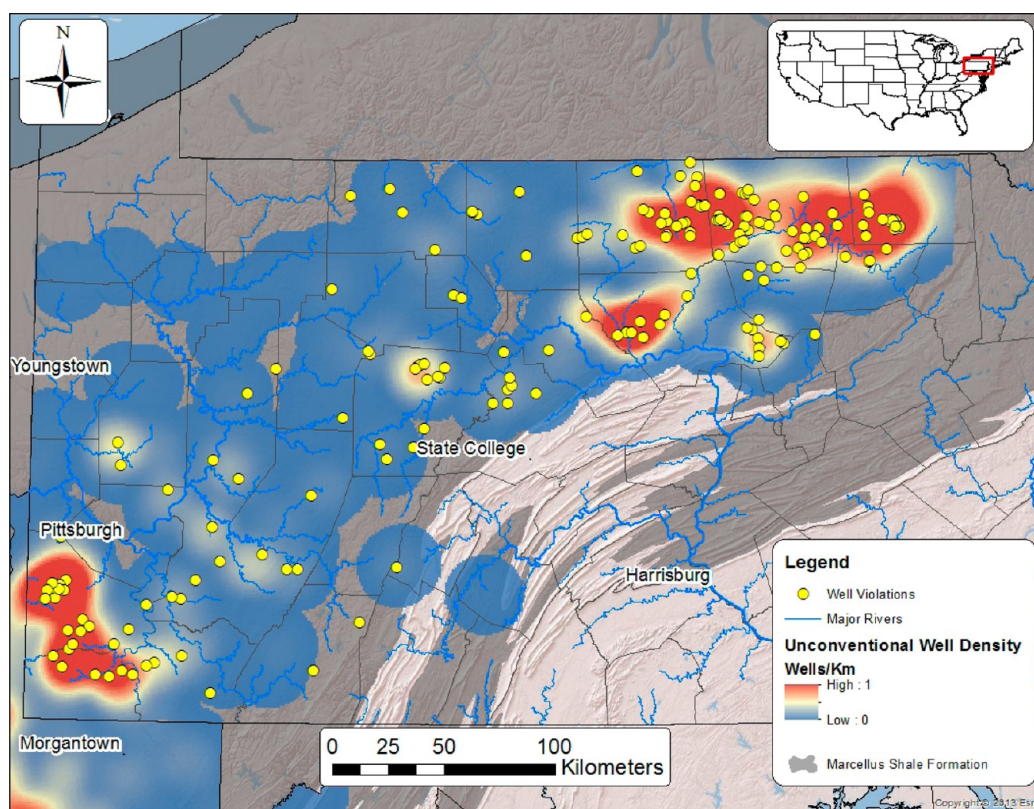 N
Youngstown
State College
Pittsburgh
Harrisburg
Morgantown
0 25 50 100
Kilometers
Legend
Well Violations
Major Rivers
Unconventional Well Density
Wells/Km
High : 1
Low : 0
Marcellus Shale Formation